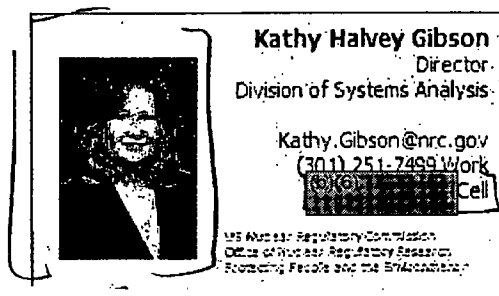 Kathy Halvey Gibson
Director
Division of Systems Analysis
Kathy.Gibson@nrc.gov
(301) 251-7499 Work
(b)(6) Cell
US Nuclear Regulatory Commission
Office of Nuclear Regulatory Research
Protecting People and the Environment